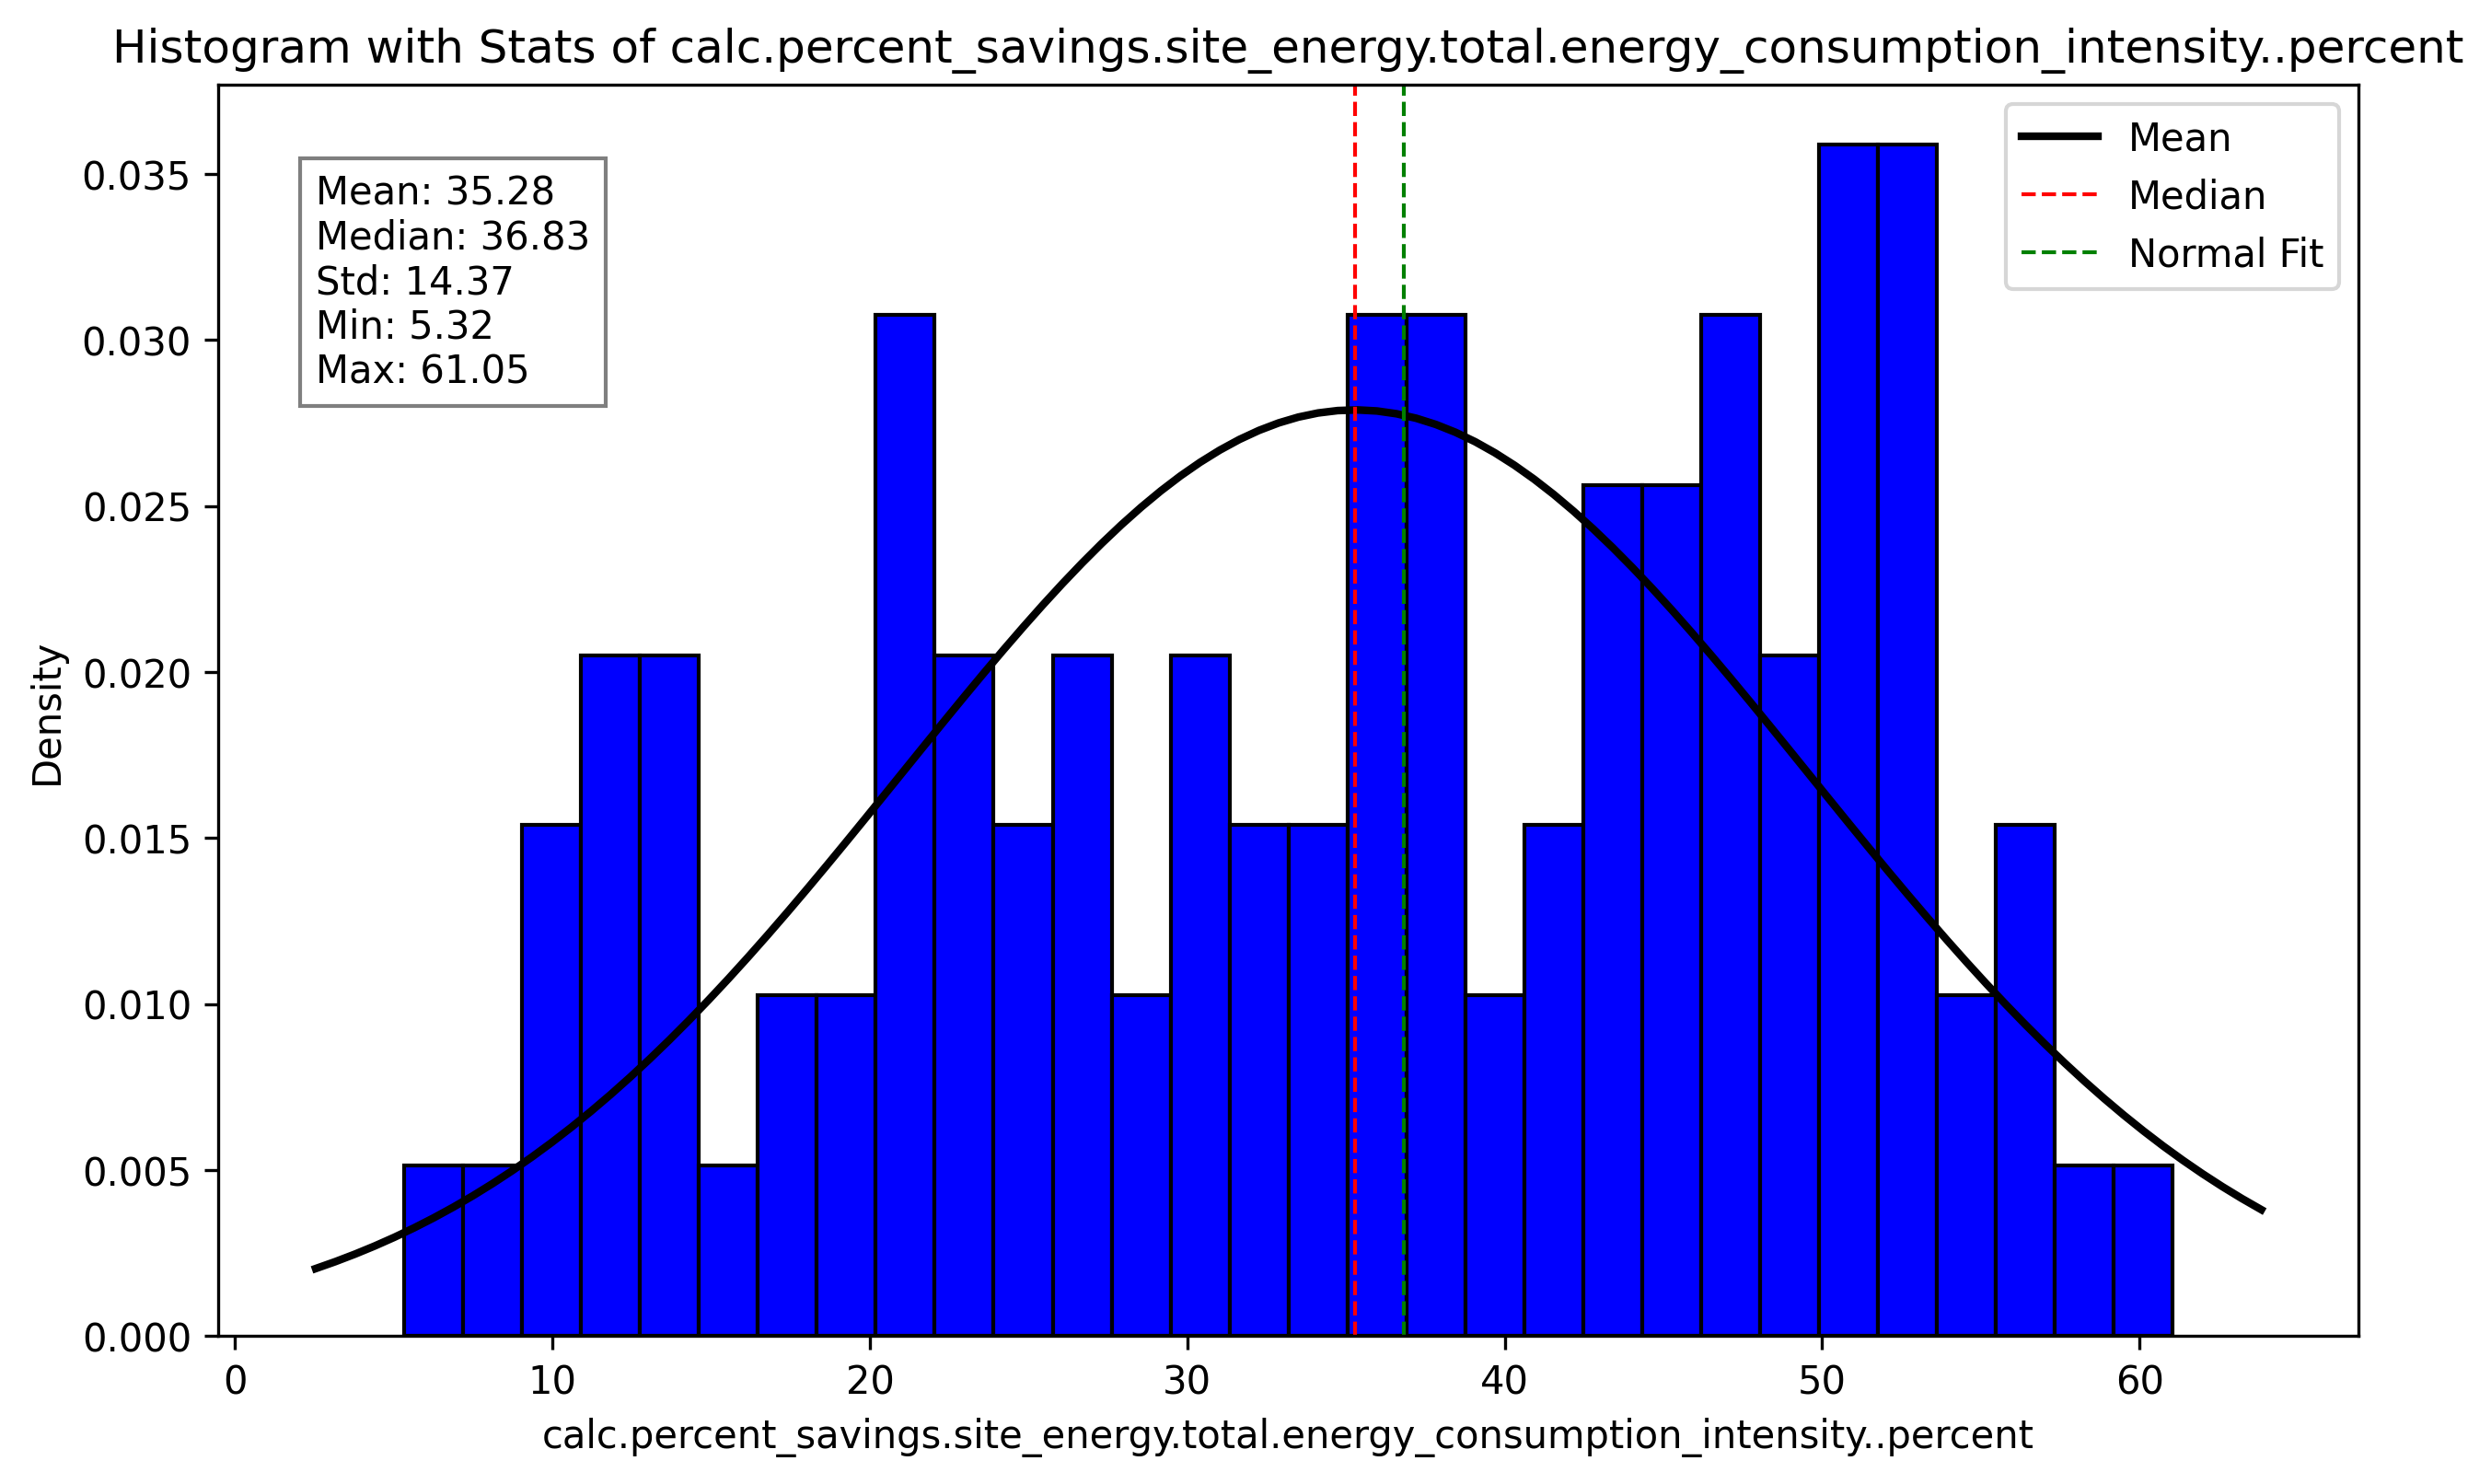 Histogram with Stats of calc.percent_savings.site_energy.total.energy_consumption_intensity..percent
Mean: 35.28
Median: 36.83
Std: 14.37
Min: 5.32
Max: 61.05
Mean
Median
Normal Fit
Density
0.035
0.030
0.025
0.020
0.015
0.010
0.005
0.000
0 10 20 30 40 50 60
calc.percent_savings.site_energy.total.energy_consumption_intensity..percent